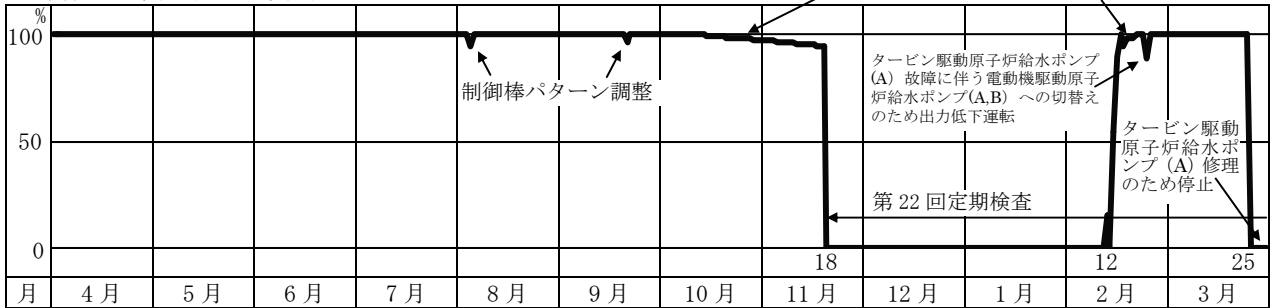 %
100
50
0
制御棒パターン調整
タービン駆動原子炉給水ポンプ
(A) 故障に伴う電動機駆動原子
炉給水ポンプ(A,B) への切替え
のため出力低下運転
タービン駆動
原子炉給水ポ
ンプ (A) 修理
のため停止
第 22 回定期検査
18
12
25
月
4 月
5 月
6 月
7 月
8 月
9 月
10 月
11 月
12 月
1 月
2 月
3 月